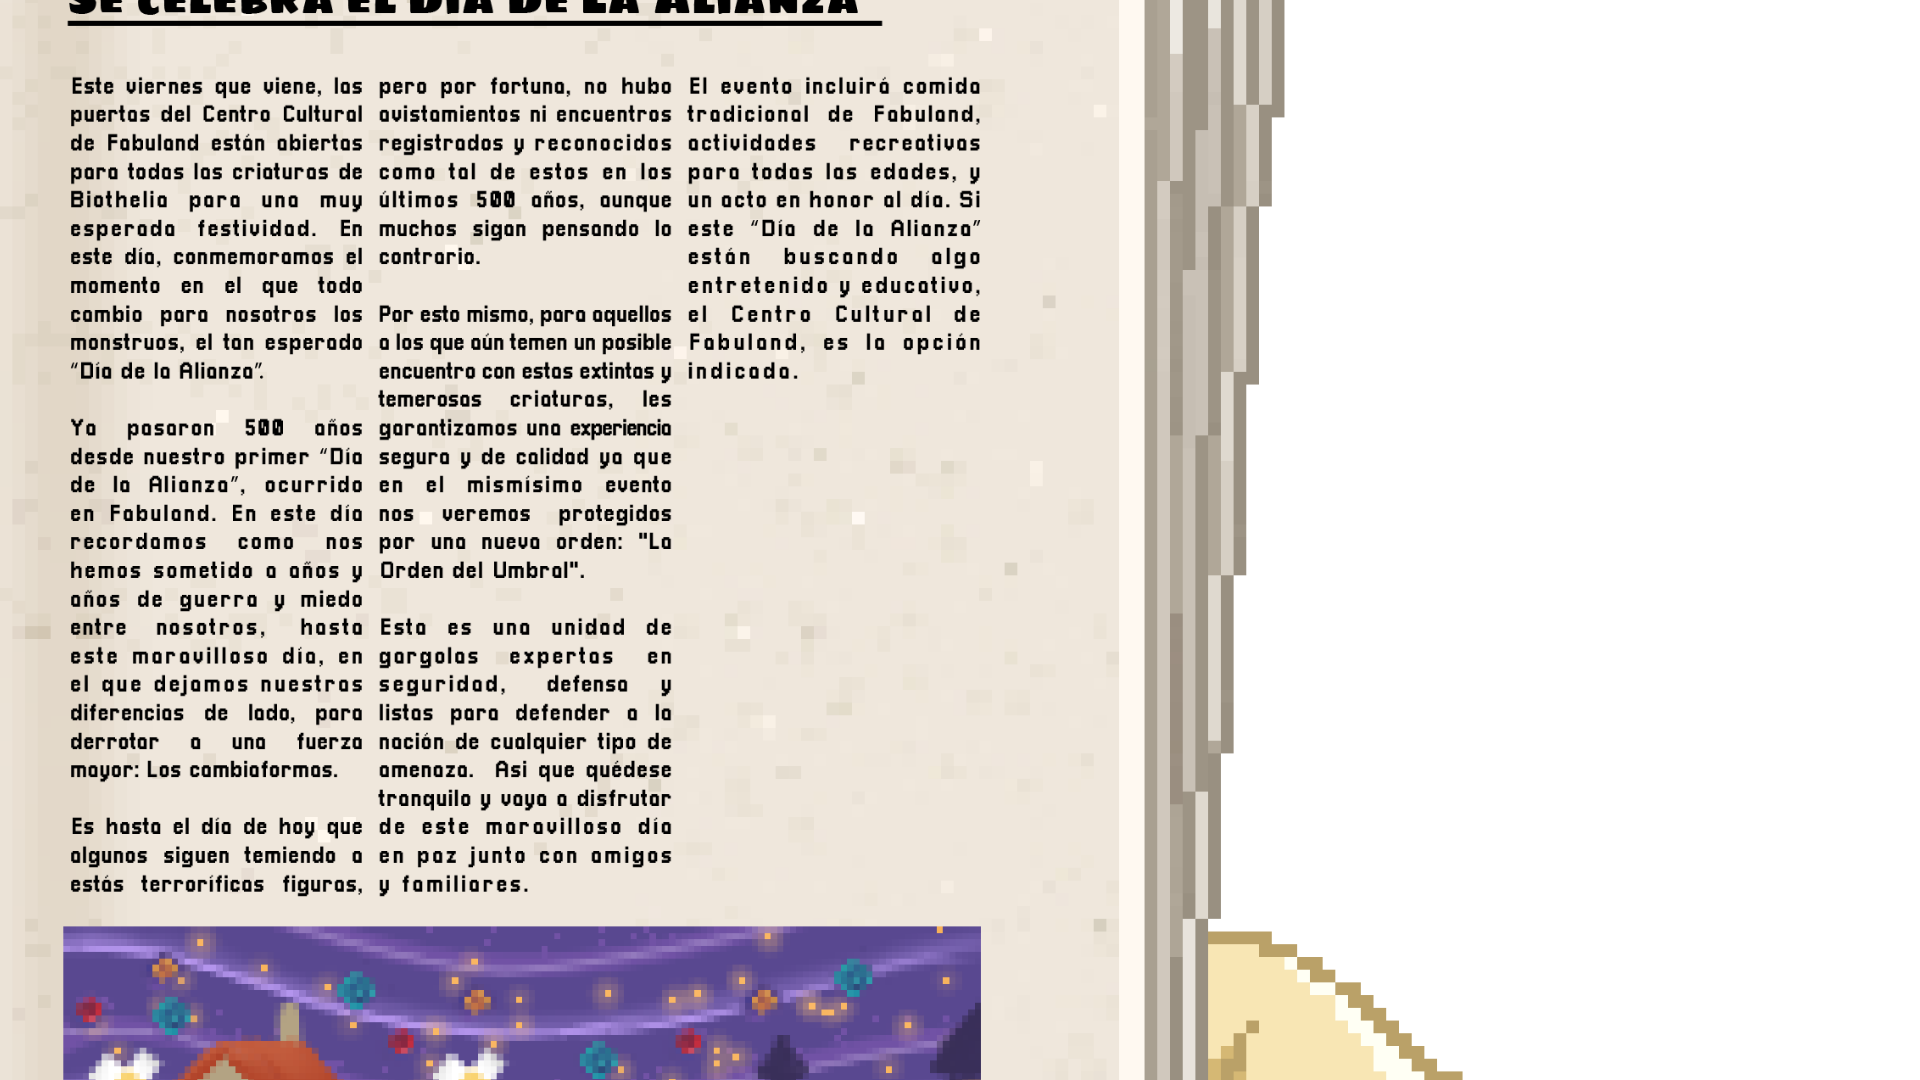 SE CELEBRA EL DÍA DE LA ALIANZA
Este viernes que viene, las
puertas del Centro Cultural
de Fabuland están abiertas
para todas las criaturas de
Biothelia para una muy
esperada festividad. En
este día, conmemoramos el
momento en el que todo
cambio para nosotros los
monstruos, el tan esperado
“Día de la Alianza”.
Ya pasaron 500 años
desde nuestro primer “Día
de la Alianza”, ocurrido
en Fabuland. En este día
recordamos como nos
hemos sometido a años y
años de guerra y miedo
entre nosotros, hasta
este maravilloso día, en
el que dejamos nuestras
diferencias de lado, para
derrotar a una fuerza
mayor: Los cambiaformas.
Es hasta el día de hoy que
algunos siguen temiendo a
estás terroríficas figuras,
pero por fortuna, no hubo
avistamientos ni encuentros
registrados y reconocidos
como tal de estos en los
últimos 500 años, aunque
muchos sigan pensando lo
contrario.
Por esto mismo, para aquellos
a los que aún temen un posible
encuentro con estas extintas y
temerosas criaturas, les
garantizamos una experiencia
segura y de calidad ya que
en el mismísimo evento
nos veremos protegidos
por una nueva orden: "La
Orden del Umbral".
Esta es una unidad de
gargolas expertas en
seguridad, defensa y
listas para defender a la
nación de cualquier tipo de
amenaza. Asi que quédese
tranquilo y vaya a disfrutar
de este maravilloso día
en paz junto con amigos
y familiares.
El evento incluirá comida
tradicional de Fabuland,
actividades recreativas
para todas las edades, y
un acto en honor al día. Si
este “Día de la Alianza”
están buscando algo
entretenido y educativo,
el Centro Cultural de
Fabuland, es la opción
indicada.